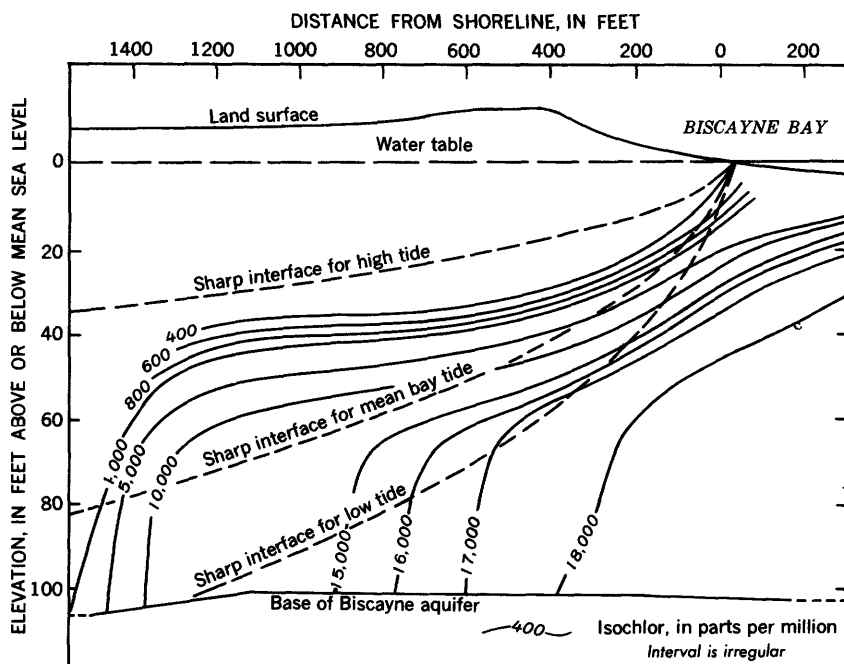 DISTANCE FROM SHORELINE, IN FEET
1400 1200 1000 800 600 400 200 0 200
ELEVATION, IN FEET ABOVE OR BELOW MEAN SEA LEVEL
Land surface
BISCAYNE BAY
Water table
0
20
Sharp interface for high tide
40
400
600
800
60
Sharp interface for mean bay tide
1,000
5,000
10,000
80
Sharp interface for low tide
15,000
16,000
17,000
18,000
100
Base of Biscayne aquifer
400 Isochlor, in parts per million
Interval is irregular